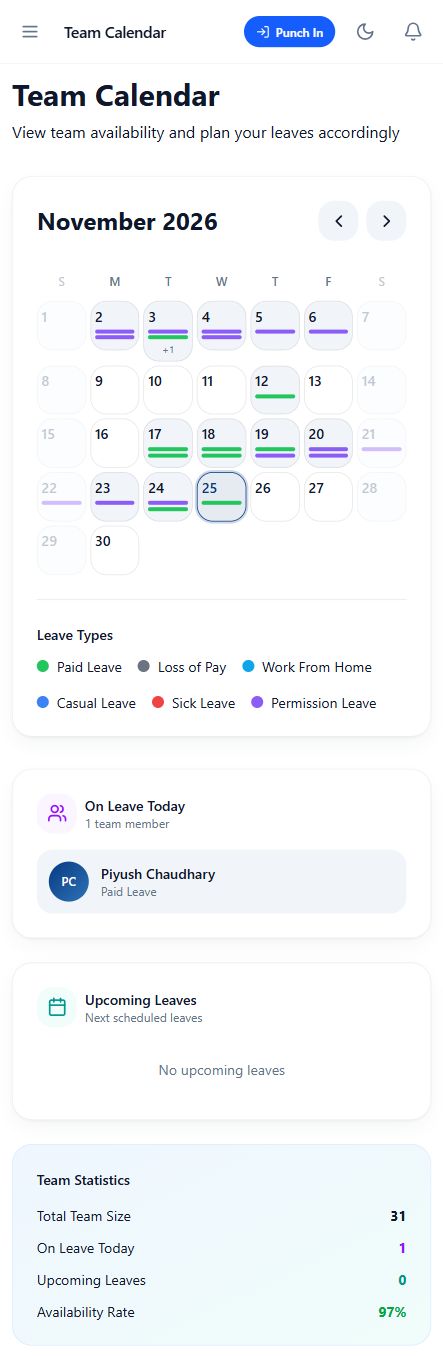 Team Calendar
Punch In
Team Calendar
View team availability and plan your leaves accordingly
November 2026
S M T W T F S
1 2 3 4 5 6 7
+1
8 9 10 11 12 13 14
15 16 17 18 19 20 21
22 23 24 25 26 27 28
29 30
Leave Types
Paid Leave Loss of Pay Work From Home
Casual Leave Sick Leave Permission Leave
On Leave Today
1 team member
PC Piyush Chaudhary
Paid Leave
Upcoming Leaves
Next scheduled leaves
No upcoming leaves
Team Statistics
Total Team Size 31
On Leave Today 1
Upcoming Leaves 0
Availability Rate 97%